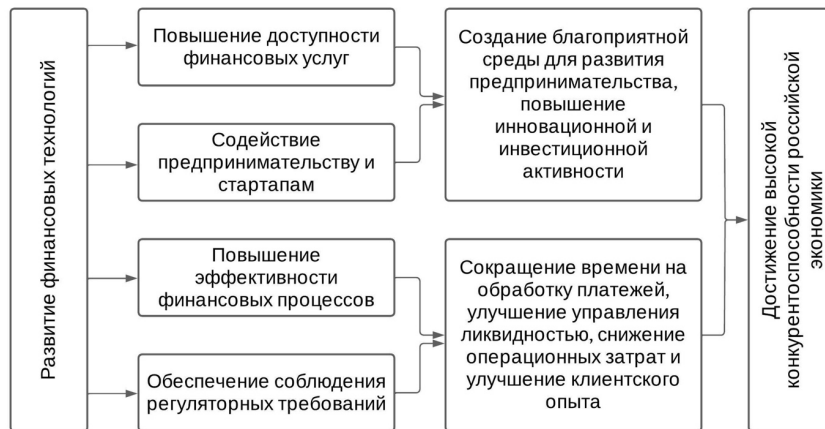 Развитие финансовых технологий
Повышение доступности
финансовых услуг
Содействие
предпринимательству и
стартапам
Повышение
эффективности
финансовых процессов
Обеспечение соблюдения
регуляторных требований
Создание благоприятной
среды для развития
предпринимательства,
повышение
инновационной и
инвестиционной
активности
Сокращение времени на
обработку платежей,
улучшение управления
ликвидностью, снижение
операционных затрат и
улучшение клиентского
опыта
Достижение высокой
конкурентоспособности российской
экономики